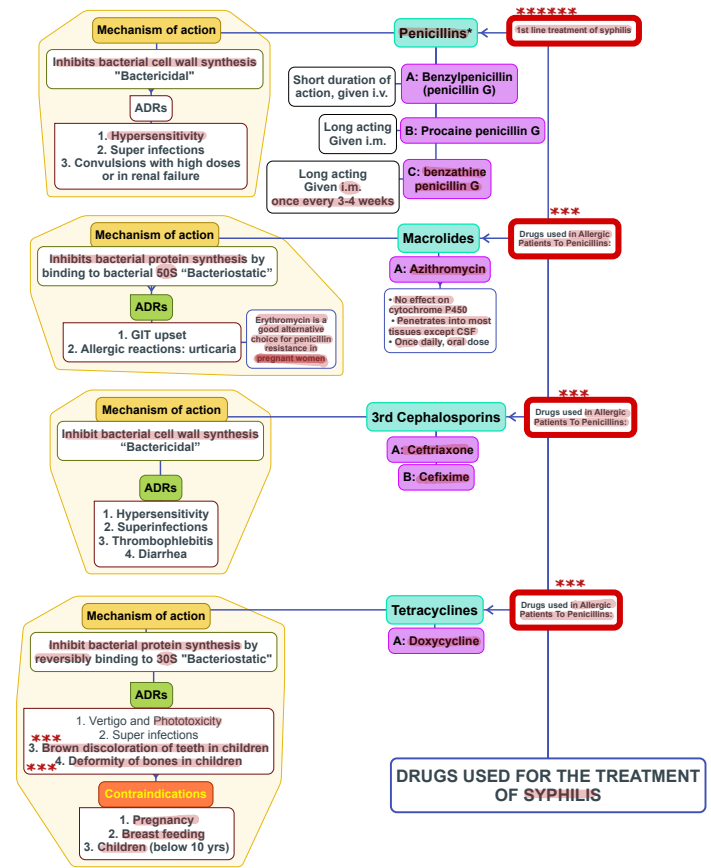 Mechanism of action
Penicillins*
1st line treatment of syphilis
Inhibits bacterial cell wall synthesis
"Bactericidal"
ADRs
1. Hypersensitivity
2. Super infections
3. Convulsions with high doses
or in renal failure
Short duration of
action, given i.v.
A: Benzylpenicillin
(penicillin G)
Long acting
Given i.m.
B: Procaine penicillin G
Long acting
Given i.m.
once every 3-4 weeks
C: benzathine
penicillin G
Mechanism of action
Macrolides
Drugs used in Allergic
Patients To Penicillins:
Inhibits bacterial protein synthesis by
binding to bacterial 50S “Bacteriostatic”
ADRs
1. GIT upset
2. Allergic reactions: urticaria
Erythromycin is a
good alternative
choice for penicillin
resistance in
pregnant women
A: Azithromycin
• No effect on
cytochrome P450
• Penetrates into most
tissues except CSF
• Once daily, oral dose
Mechanism of action
3rd Cephalosporins
Drugs used in Allergic
Patients To Penicillins:
Inhibit bacterial cell wall synthesis
“Bactericidal”
ADRs
1. Hypersensitivity
2. Superinfections
3. Thrombophlebitis
4. Diarrhea
A: Ceftriaxone
B: Cefixime
Mechanism of action
Tetracyclines
Drugs used in Allergic
Patients To Penicillins:
Inhibit bacterial protein synthesis by
reversibly binding to 30S "Bacteriostatic"
A: Doxycycline
ADRs
1. Vertigo and Phototoxicity
2. Super infections
3. Brown discoloration of teeth in children
4. Deformity of bones in children
Contraindications
1. Pregnancy
2. Breast feeding
3. Children (below 10 yrs)
DRUGS USED FOR THE TREATMENT
OF SYPHILIS